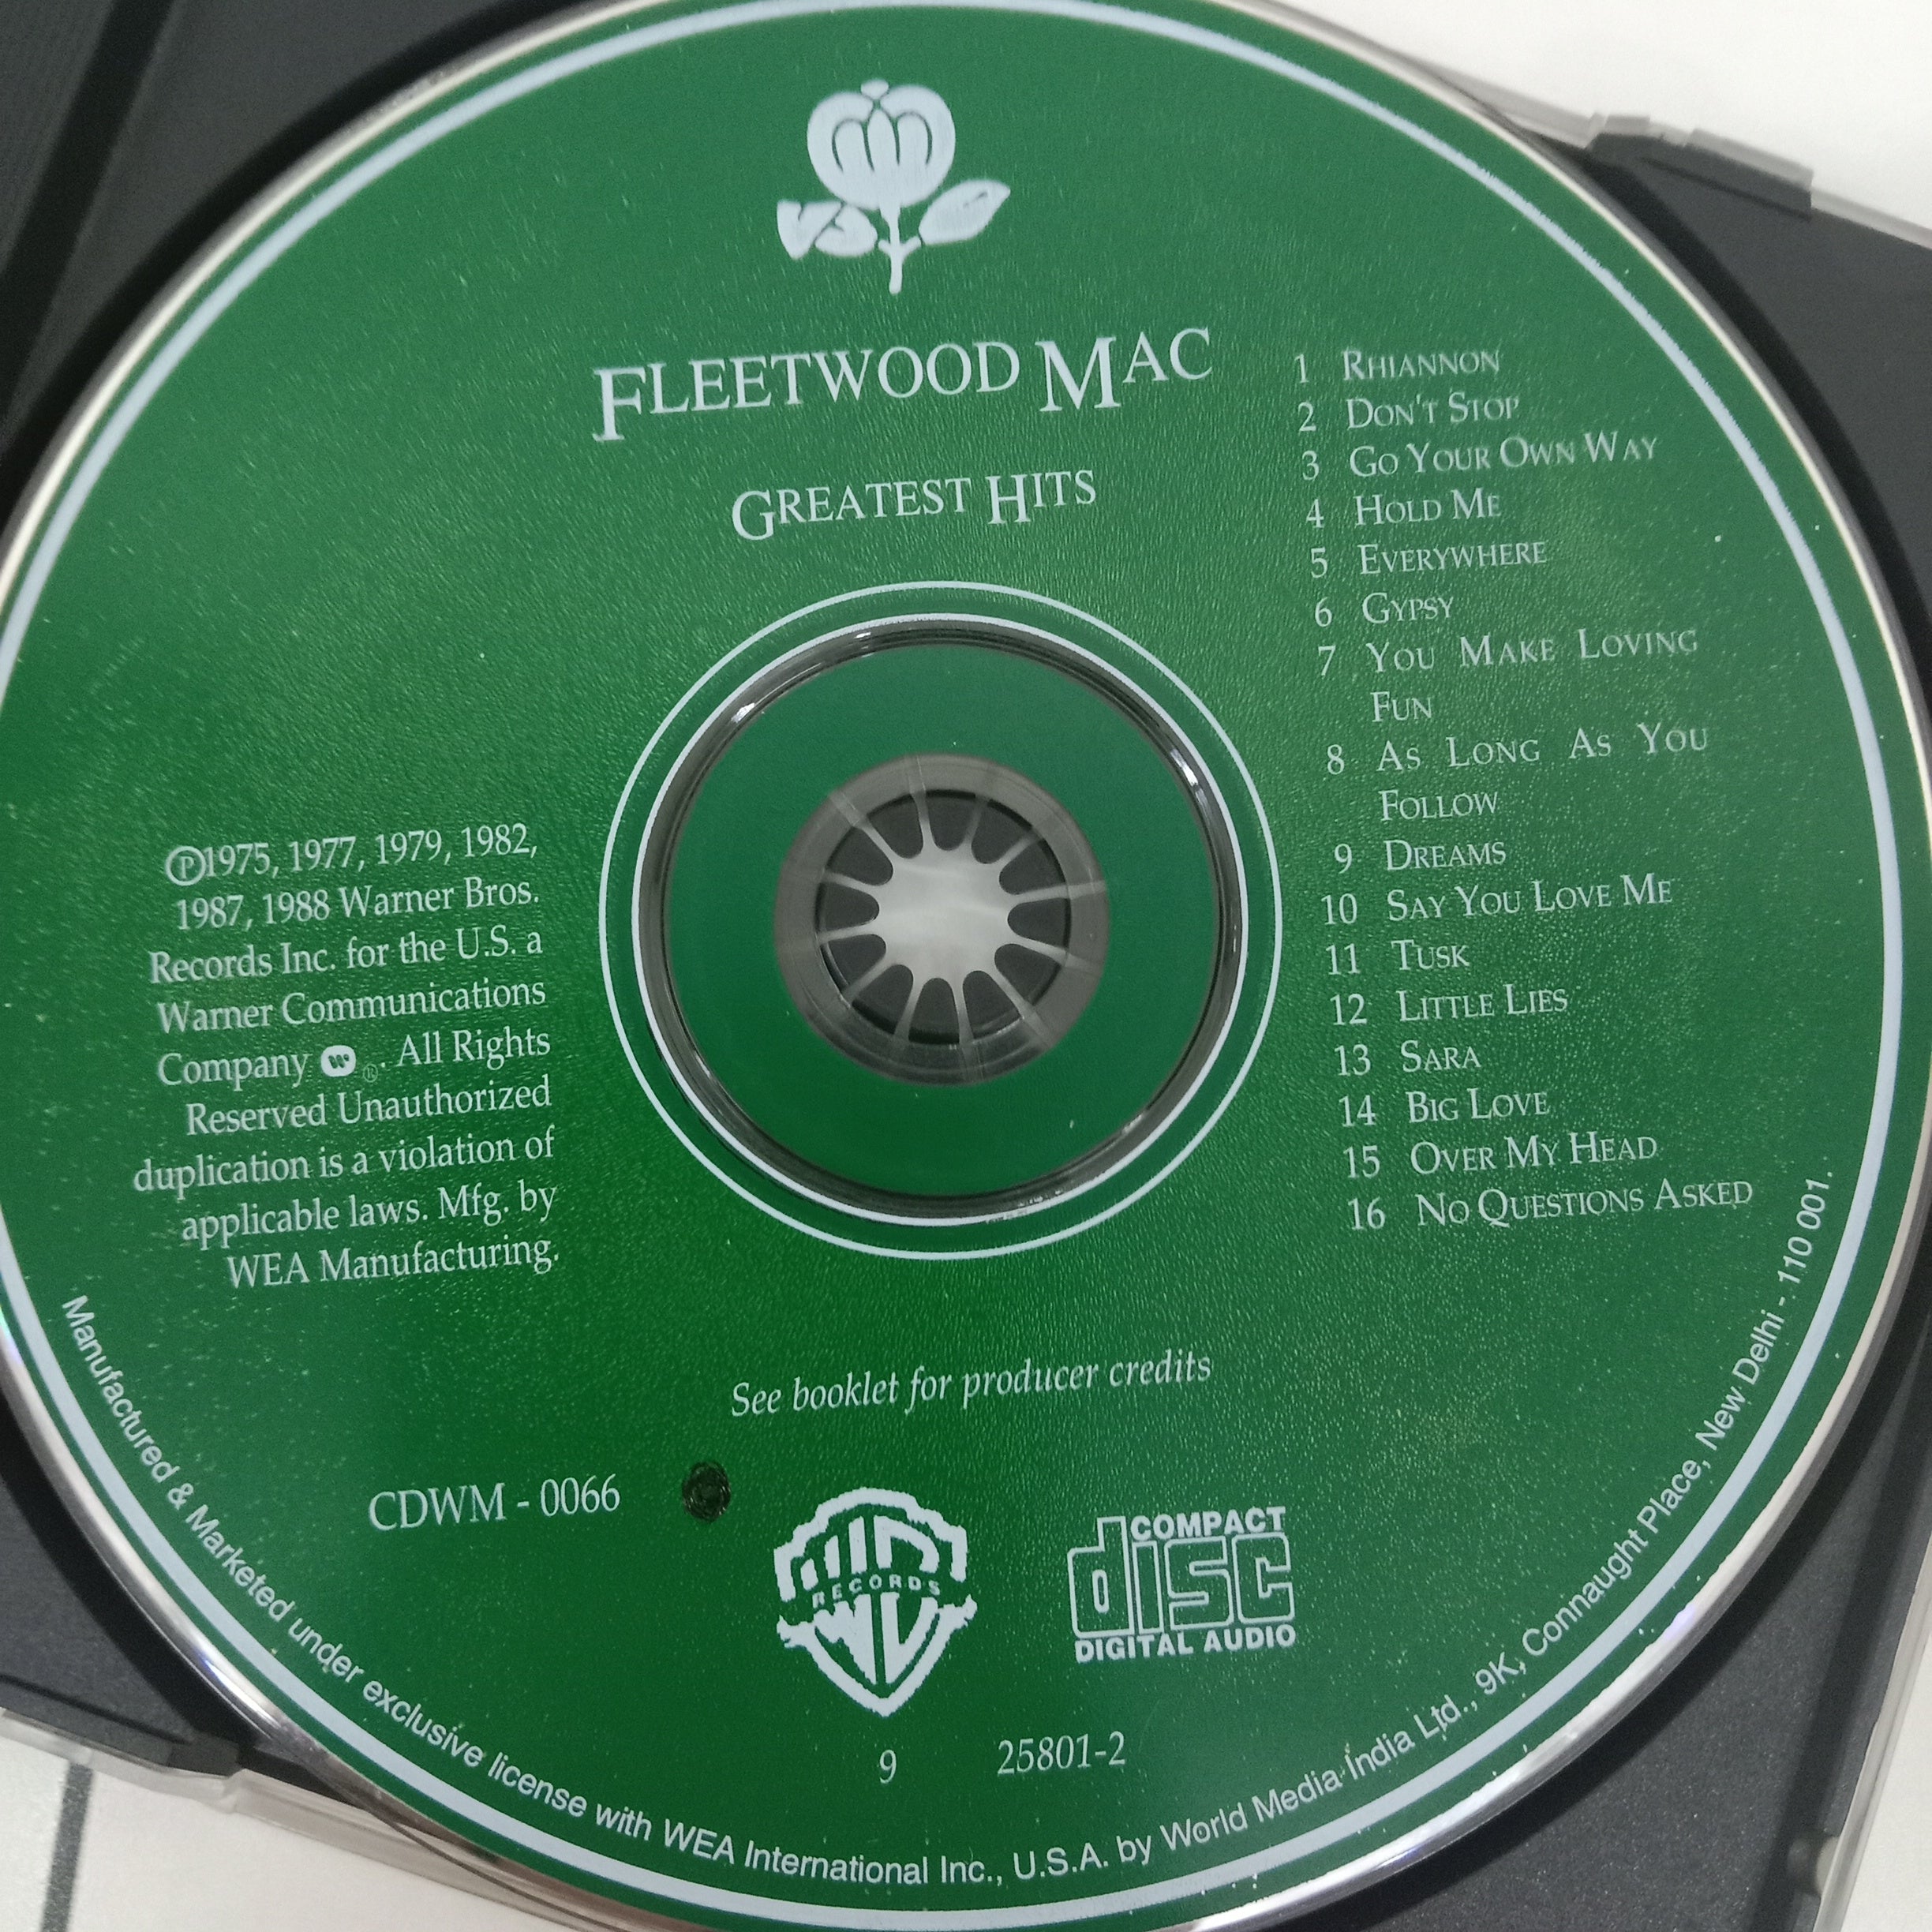 FLEETWOOD MAC
GREATEST HITS
1 RHIANNON
2 DON'T STOP
3 GO YOUR OWN WAY
4 HOLD ME
5 EVERYWHERE
6 GYPSY
7 YOU MAKE LOVING
FUN
8 AS LONG AS YOU
FOLLOW
9 DREAMS
10 SAY YOU LOVE ME
11 TUSK
12 LITTLE LIES
13 SARA
14 BIG LOVE
15 OVER MY HEAD
16 NO QUESTIONS ASKED
Ⓟ1975, 1977, 1979, 1982,
1987, 1988 Warner Bros.
Records Inc. for the U.S. a
Warner Communications
Company W ®. All Rights
Reserved Unauthorized
duplication is a violation of
applicable laws. Mfg. by
WEA Manufacturing.
See booklet for producer credits
CDWM - 0066
WB
RECORDS
COMPACT
disc
DIGITAL AUDIO
9 25801-2
Manufactured & Marketed under exclusive license with WEA International Inc., U.S.A. by World Media India Ltd., 9K, Connaught Place, New Delhi - 110 001.